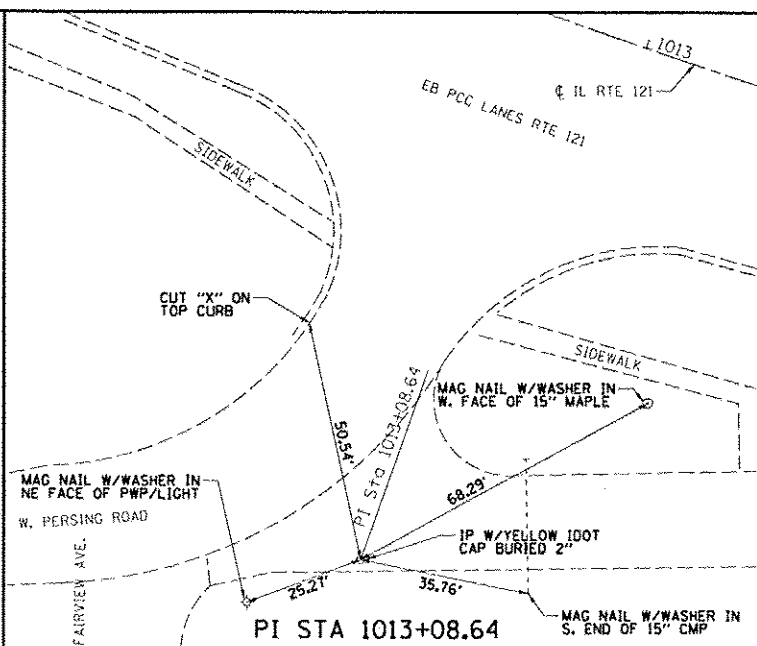 1013
℄ IL RTE 121
EB PCC LANES RTE 121
SIDEWALK
CUT "X" ON
TOP CURB
SIDEWALK
PI Sta 1013+08.64
MAG NAIL W/WASHER IN
W. FACE OF 15" MAPLE
50.54'
68.29'
MAG NAIL W/WASHER IN
NE FACE OF PWP/LIGHT
W. PERSING ROAD
IP W/YELLOW IDOT
CAP BURIED 2"
FAIRVIEW AVE.
25.27'
35.76'
MAG NAIL W/WASHER IN
S. END OF 15" CMP
PI STA 1013+08.64